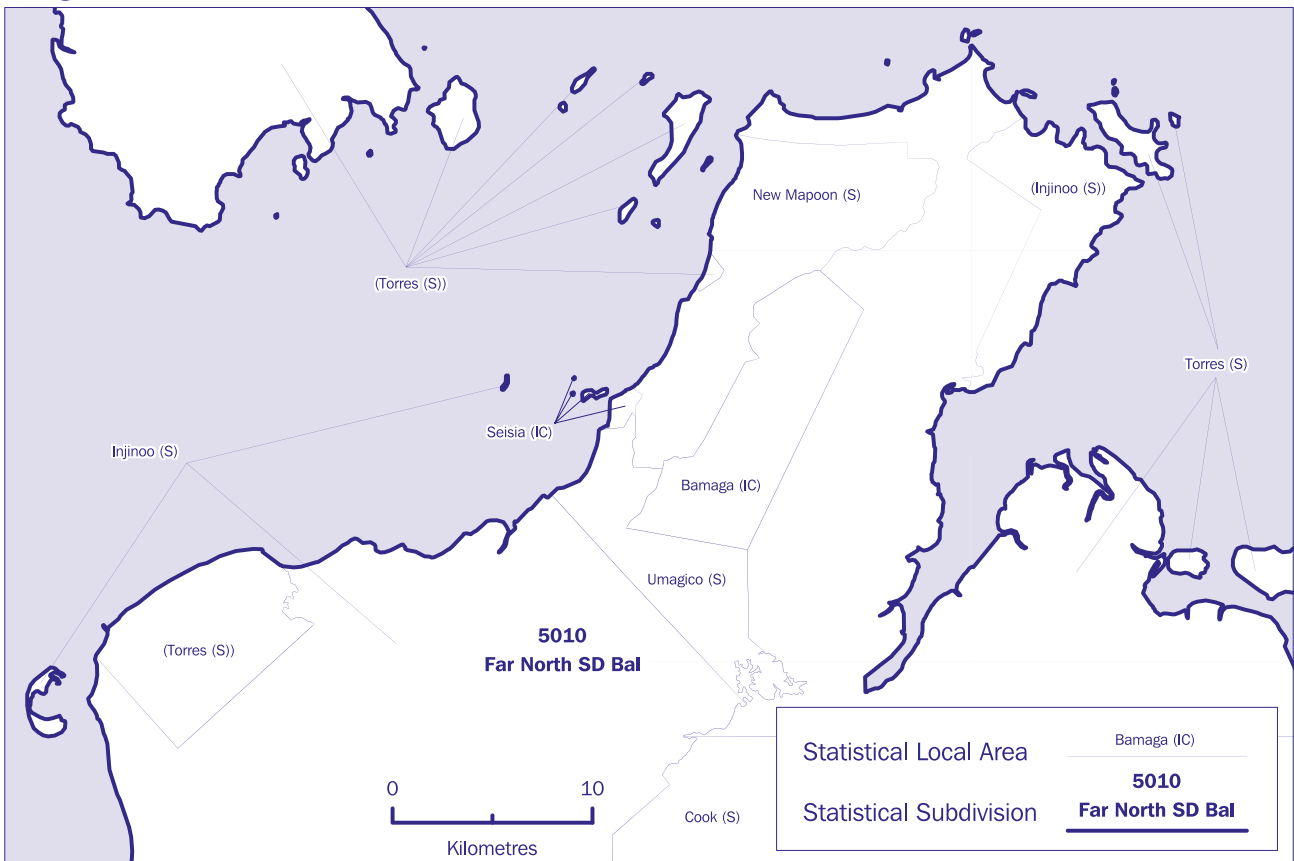 New Mapoon (S)
(Injinoo (S))
(Torres (S))
Torres (S)
Seisia (IC)
Injinoo (S)
Bamaga (IC)
Umagico (S)
(Torres (S))
5010
Far North SD Bal
Cook (S)
0 10
Kilometres
Statistical Local Area
Bamaga (IC)
Statistical Subdivision
5010
Far North SD Bal